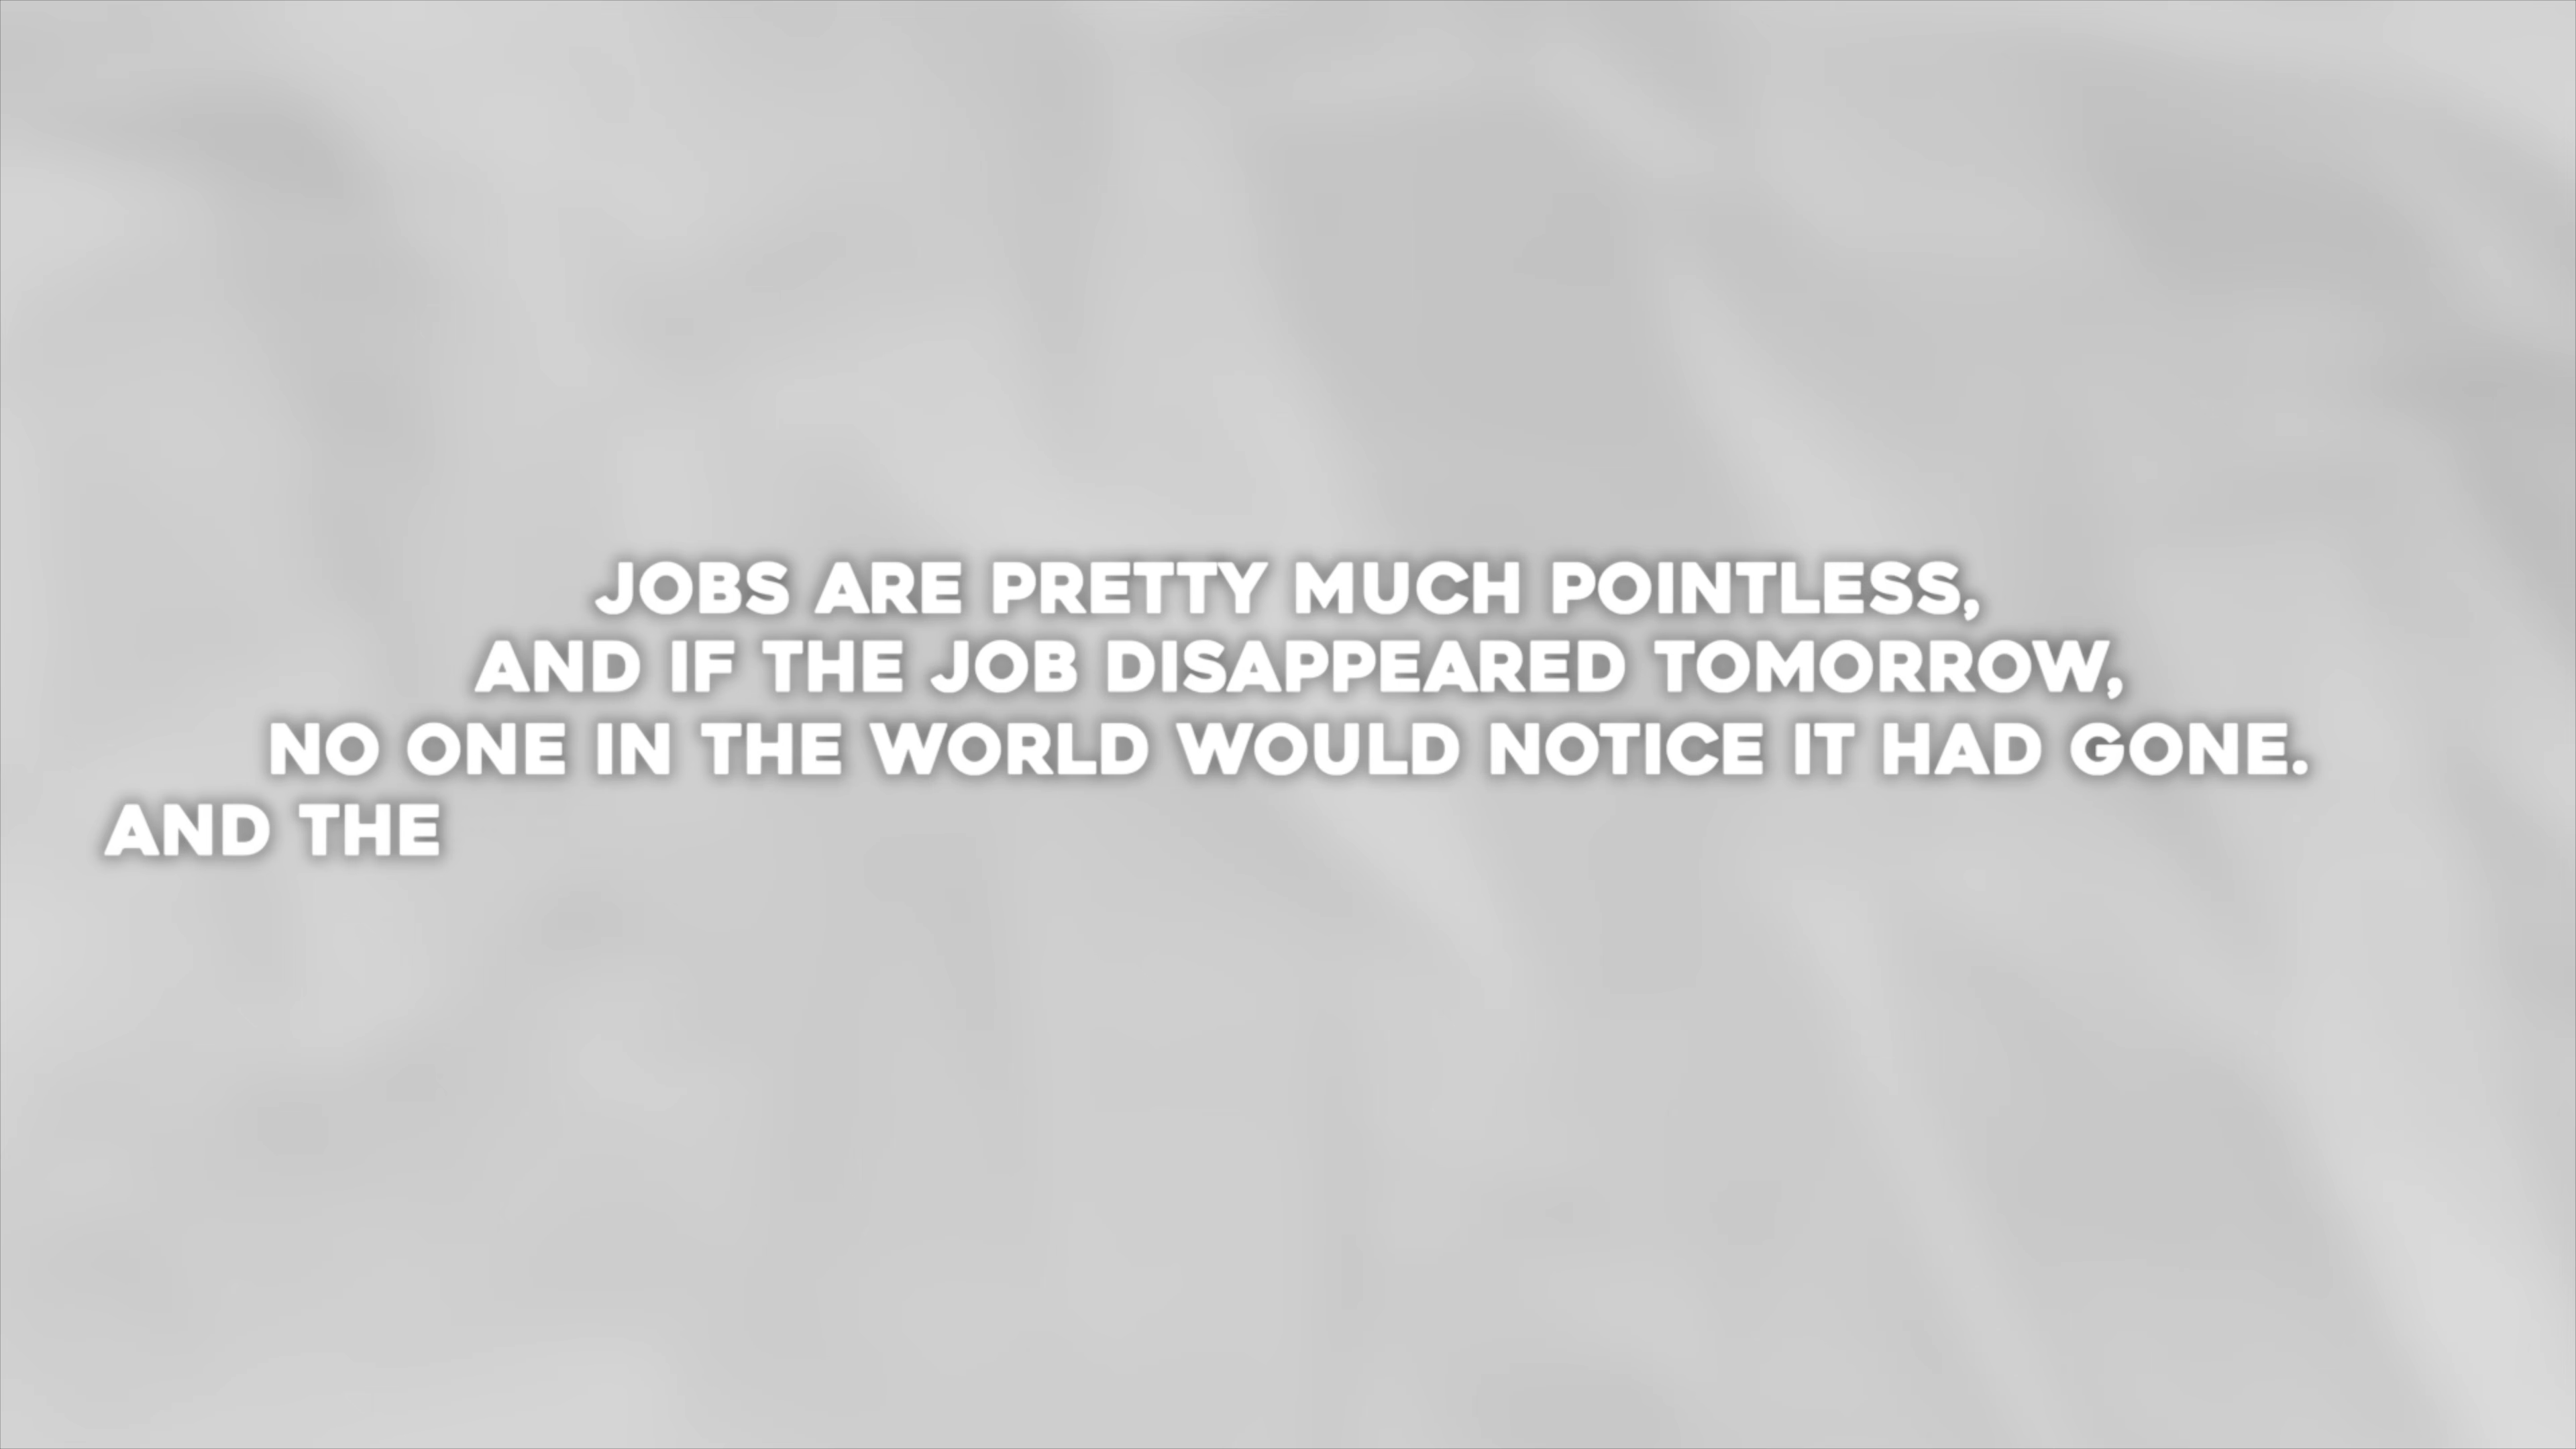 JOBS ARE PRETTY MUCH POINTLESS,
AND IF THE JOB DISAPPEARED TOMORROW,
NO ONE IN THE WORLD WOULD NOTICE IT HAD GONE.
AND THE